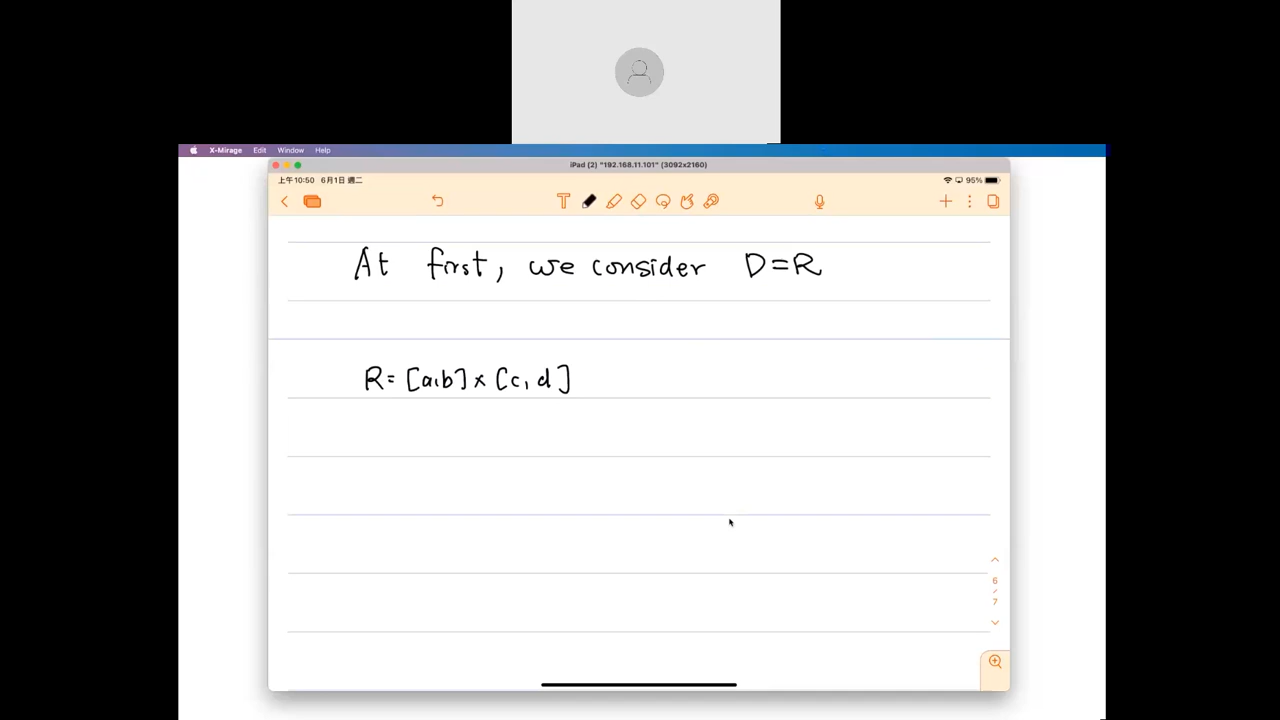 X-Mirage Edit Window Help
iPad (2) "192.168.11.101" (3092x2160)
上午10:50 6月1日 週二
95%
At first, we consider D=R
R= [a,b] × [c, d]
6
7